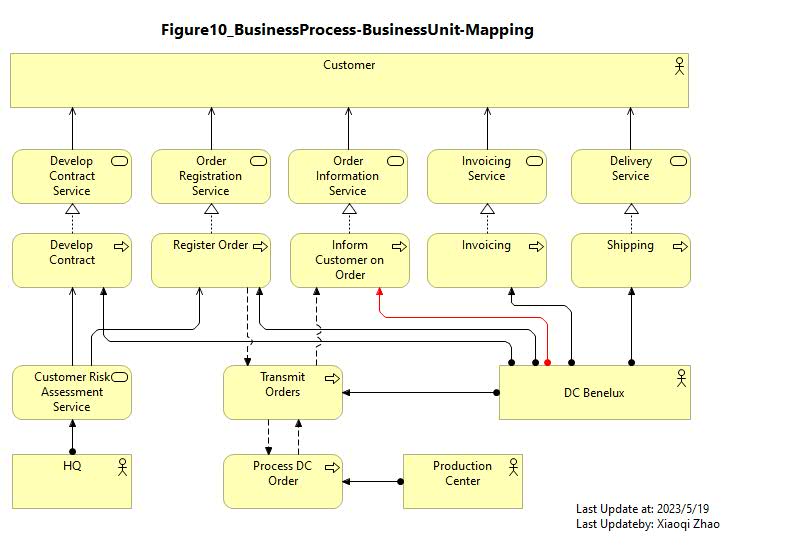 Figure10_BusinessProcess-BusinessUnit-Mapping
Customer
Develop
Contract
Service
Order
Registration
Service
Order
Information
Service
Invoicing
Service
Delivery
Service
Develop
Contract
Register Order
Inform
Customer on
Order
Invoicing
Shipping
Customer Risk
Assessment
Service
Transmit
Orders
DC Benelux
HQ
Process DC
Order
Production
Center
Last Update at: 2023/5/19
Last Updateby: Xiaoqi Zhao